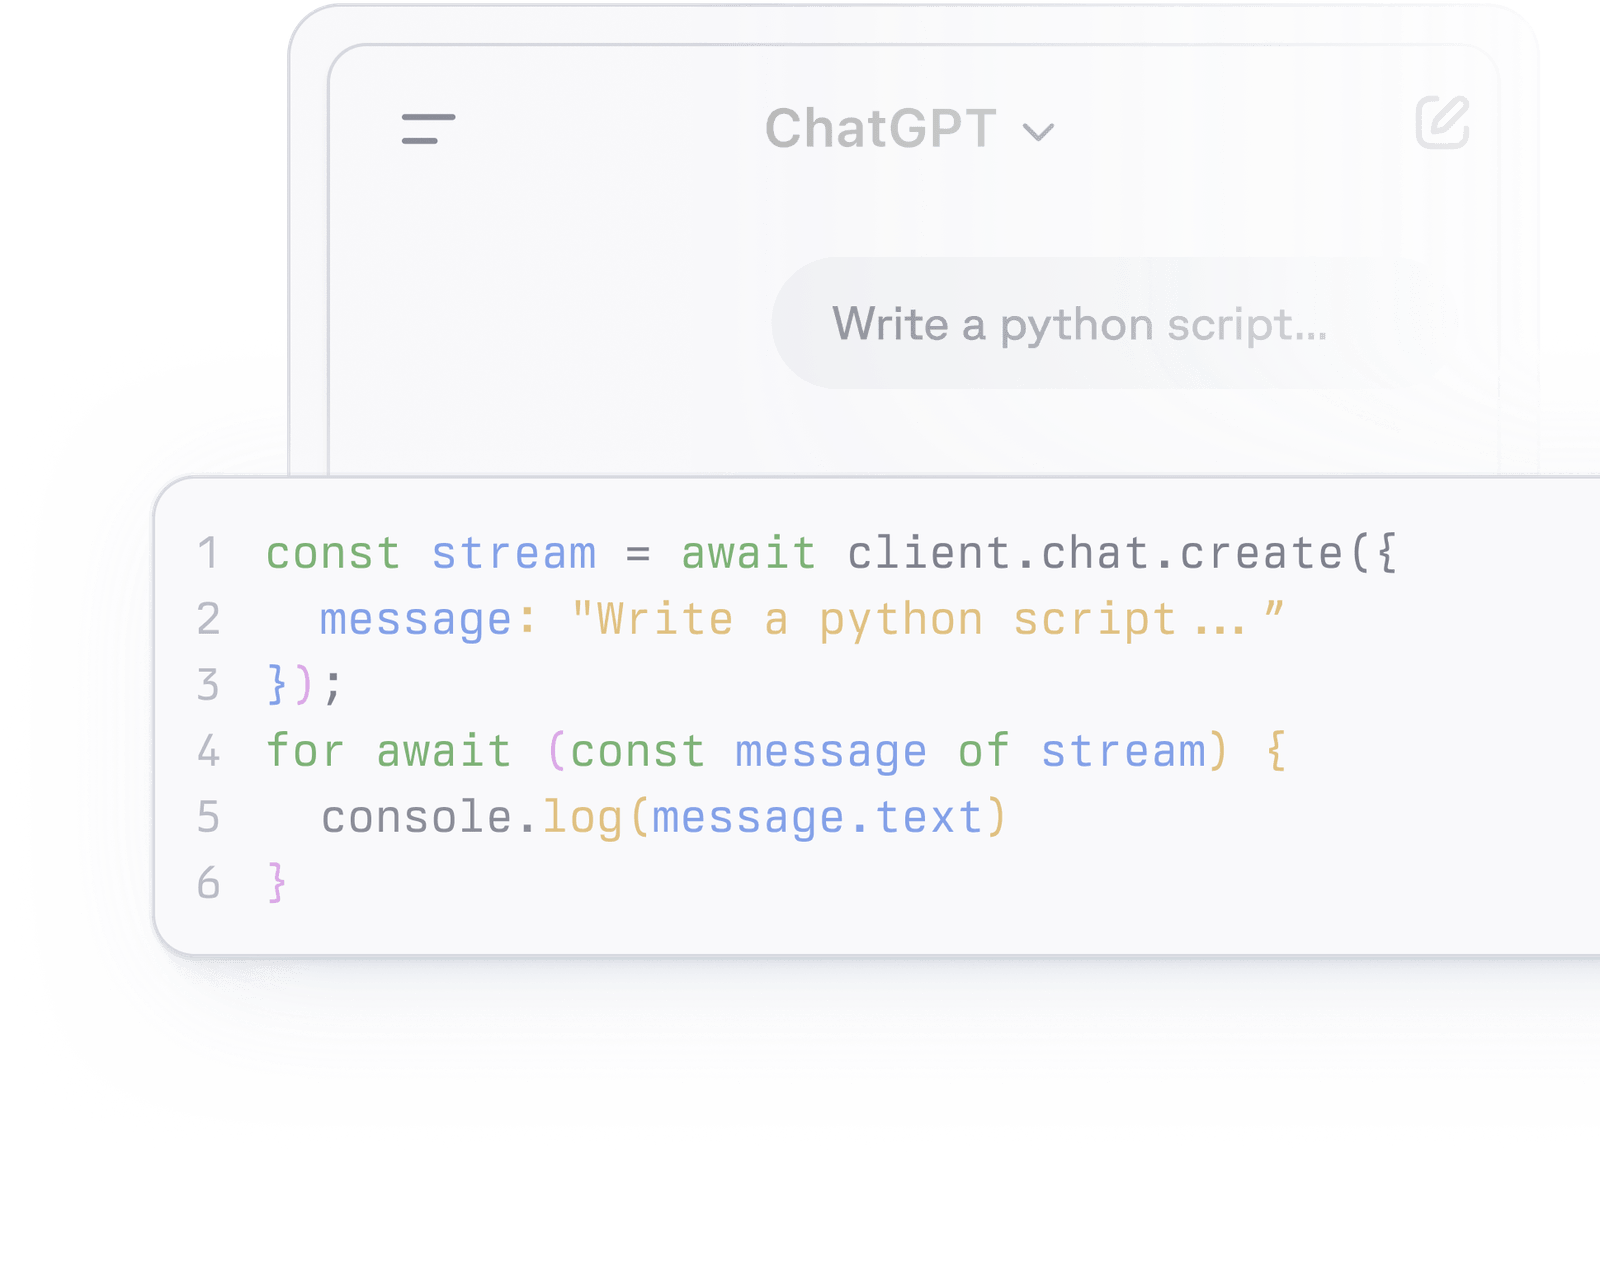 ChatGPT
Write a python script...
1 const stream = await client.chat.create({
2   message: "Write a python script...”
3 });
4 for await (const message of stream) {
5   console.log(message.text)
6 }